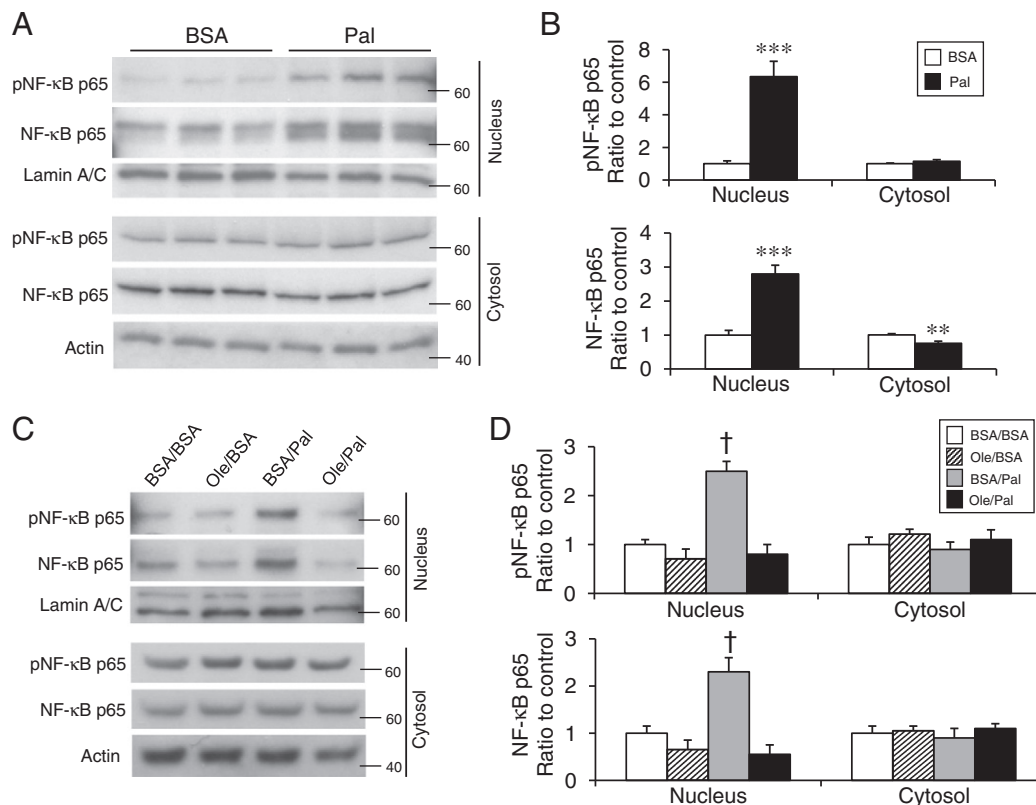 A
BSA Pal
pNF-κB p65
60
NF-κB p65
60
Lamin A/C
60
Nucleus
pNF-κB p65
60
NF-κB p65
60
Actin
40
Cytosol
B
pNF-κB p65
Ratio to control
8
6
4
2
0
***
BSA
Pal
Nucleus Cytosol
NF-κB p65
Ratio to control
4
3
2
1
0
***
**
Nucleus Cytosol
C
BSA/BSA
Ole/BSA
BSA/Pal
Ole/Pal
pNF-κB p65
60
NF-κB p65
60
Lamin A/C
60
Nucleus
pNF-κB p65
60
NF-κB p65
60
Actin
40
Cytosol
D
pNF-κB p65
Ratio to control
3
2
1
0
†
BSA/BSA
Ole/BSA
BSA/Pal
Ole/Pal
Nucleus Cytosol
NF-κB p65
Ratio to control
3
2
1
0
†
Nucleus Cytosol